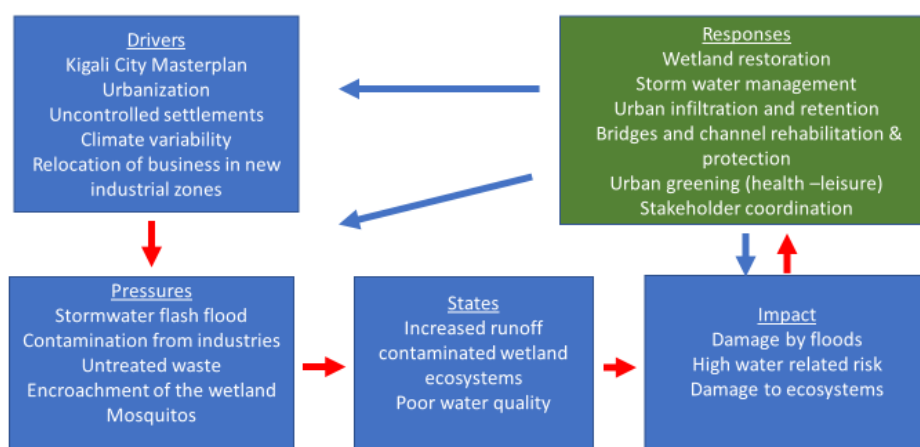 Drivers
Kigali City Masterplan
Urbanization
Uncontrolled settlements
Climate variability
Relocation of business in new
industrial zones
Responses
Wetland restoration
Storm water management
Urban infiltration and retention
Bridges and channel rehabilitation &
protection
Urban greening (health –leisure)
Stakeholder coordination
Pressures
Stormwater flash flood
Contamination from industries
Untreated waste
Encroachment of the wetland
Mosquitos
States
Increased runoff
contaminated wetland
ecosystems
Poor water quality
Impact
Damage by floods
High water related risk
Damage to ecosystems